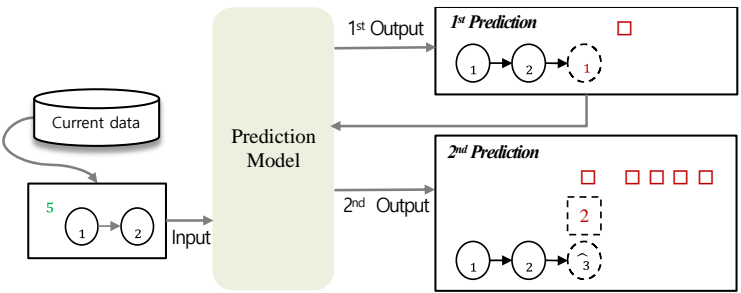 1st Output
1st Prediction
1 2 1
Current data
Prediction
Model
2nd Prediction
5
2
2nd Output
1 2
Input
1 2 3̂